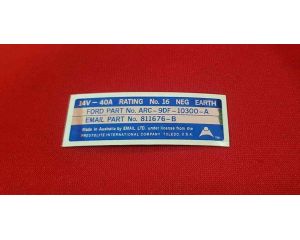 14V - 40A RATING No. 16 NEG EARTH
FORD PART No. ARC-9DF-10300-A
EMAIL PART No. 811676-B
Made in Australia by EMAIL LTD. under license from the
PRESTOLITE INTERNATIONAL COMPANY TOLEDO, U.S.A.